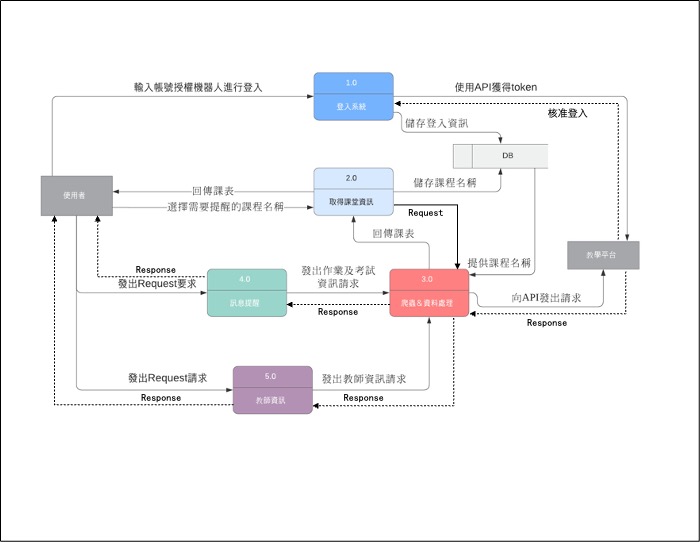 1.0
登入系統
輸入帳號授權機器人進行登入
使用API獲得token
核准登入
儲存登入資訊
DB
2.0
取得課堂資訊
回傳課表
選擇需要提醒的課程名稱
儲存課程名稱
使用者
Request
回傳課表
提供課程名稱
教學平台
Response
發出Request要求
4.0
訊息提醒
發出作業及考試
資訊請求
Response
3.0
爬蟲＆資料處理
向API發出請求
Response
5.0
教師資訊
發出Request請求
Response
發出教師資訊請求
Response